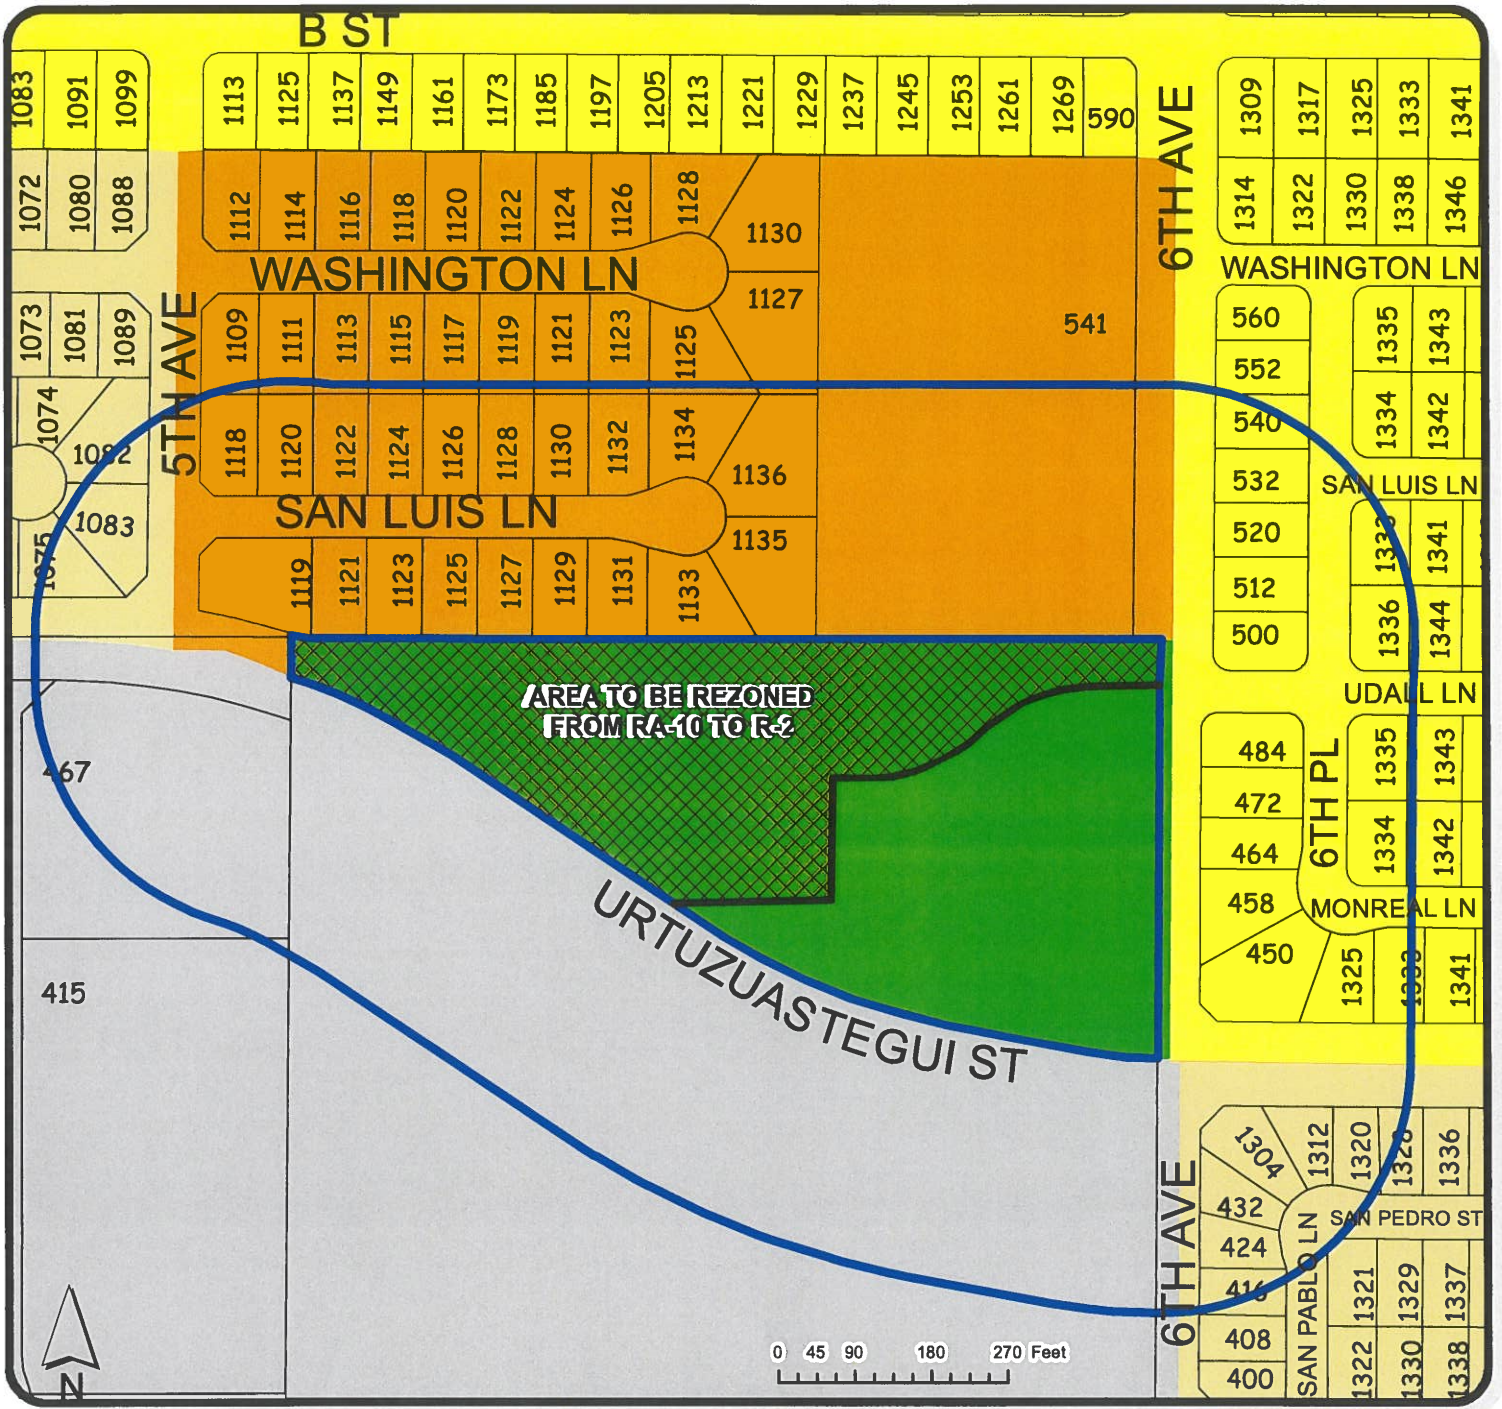 B ST
1083 1091 1099 1113 1125 1137 1149 1161 1173 1185 1197 1205 1213 1221 1229 1237 1245 1253 1261 1269 590 1309 1317 1325 1333 1341
6TH AVE
1072 1080 1088 1112 1114 1116 1118 1120 1122 1124 1126 1128 1130 1314 1322 1330 1338 1346
WASHINGTON LN
WASHINGTON LN
1127
5TH AVE
1073 1081 1089 1109 1111 1113 1115 1117 1119 1121 1123 1125 541 560 1335 1343
552
1074 1082 1118 1120 1122 1124 1126 1128 1130 1132 1134 1136 540 1334 1342
532
SAN LUIS LN
SAN LUIS LN
1083 1135 520 1333 1341
1075 1119 1121 1123 1125 1127 1129 1131 1133 512
500 1336 1344
AREA TO BE REZONED
FROM RA-10 TO R-2
UDALL LN
467 484 1335 1343
6TH PL
472
464 1334 1342
458
MONREAL LN
URTUZUASTEGUI ST
450 1325 1333 1341
415
1304 1312 1320 1328 1336
6TH AVE
432
SAN PEDRO ST
424
SAN PABLO LN
416 1321 1329 1337
408
400 1322 1330 1338
0 45 90 180 270 Feet
N